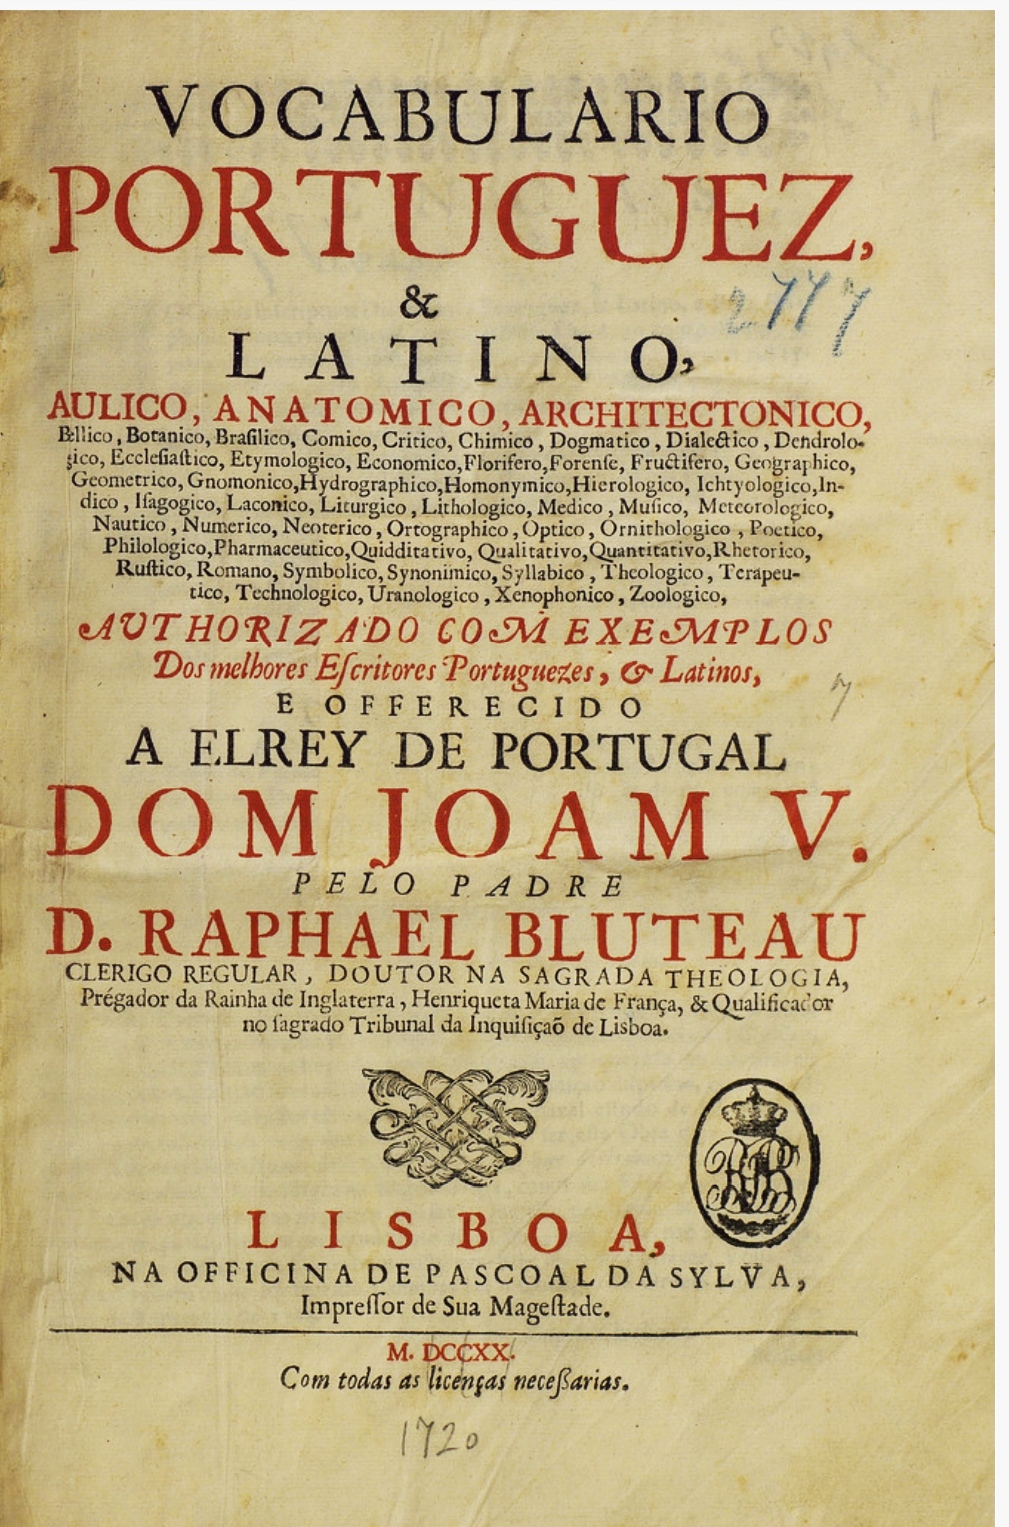 VOCABULARIO
PORTUGUEZ,
&
LATINO,
AULICO, ANATOMICO, ARCHITECTONICO,
Bellico, Botanico, Braſilico, Comico, Critico, Chimico, Dogmatico, Dialectico, Dendrolo-
gico, Eccleſiaſtico, Etymologico, Economico, Florifero, Forenſe, Fructifero, Geographico,
Geometrico, Gnomonico, Hydrographico, Homonymico, Hierologico, Ichtyologico, In-
dico, Iſagogico, Laconico, Liturgico, Lithologico, Medico, Muſico, Meteorologico,
Nautico, Numerico, Neoterico, Ortographico, Optico, Ornithologico, Poetico,
Philologico, Pharmaceutico, Quidditativo, Qualitativo, Quantitativo, Rhetorico,
Ruſtico, Romano, Symbolico, Synonimico, Syllabico, Theologico, Terapeu-
tico, Technologico, Uranologico, Xenophonico, Zoologico,
AUTHORIZADO COM EXEMPLOS
Dos melhores Eſcritores Portuguezes, & Latinos,
E OFFERECIDO
A ELREY DE PORTUGAL
DOM JOAM V.
PELO PADRE
D. RAPHAEL BLUTEAU
CLERIGO REGULAR, DOUTOR NA SAGRADA THEOLOGIA,
Prégador da Rainha de Inglaterra, Henriqueta Maria de França, & Qualificador
no ſagrado Tribunal da Inquiſiçaõ de Lisboa.
LISBOA,
NA OFFICINA DE PASCOAL DA SYLVA,
Impreſſor de Sua Mageſtade.
M. DCCXX.
Com todas as licenças neceßarias.
1720